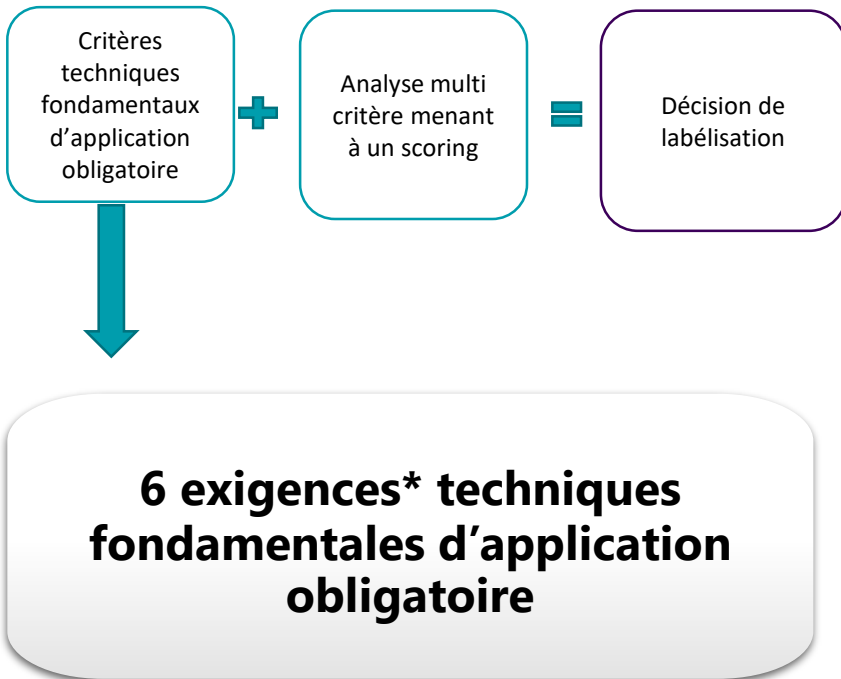 Critères
techniques
fondamentaux
d’application
obligatoire
Analyse multi
critère menant
à un scoring
Décision de
labélisation
6 exigences* techniques
fondamentales d’application
obligatoire